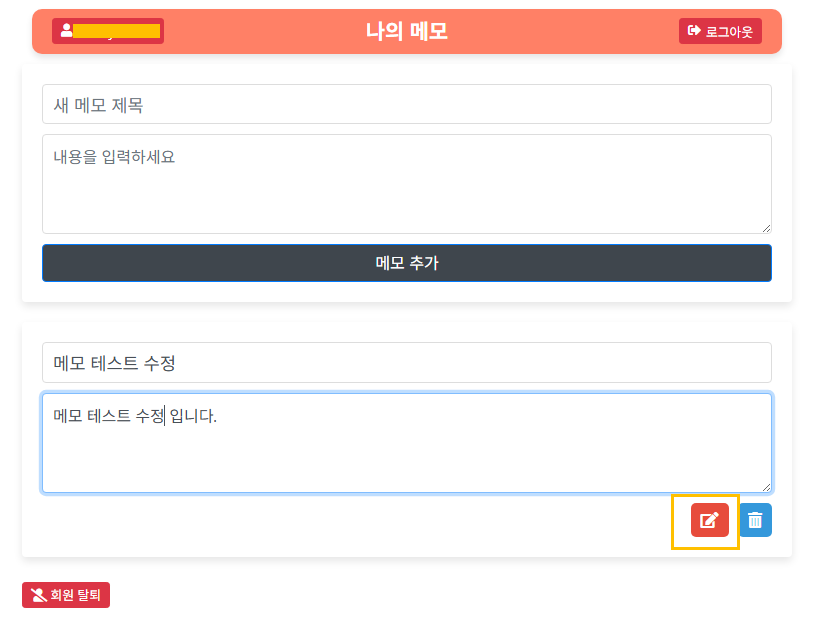 나의 메모
로그아웃
새 메모 제목
내용을 입력하세요
메모 추가
메모 테스트 수정
메모 테스트 수정 입니다.
회원 탈퇴